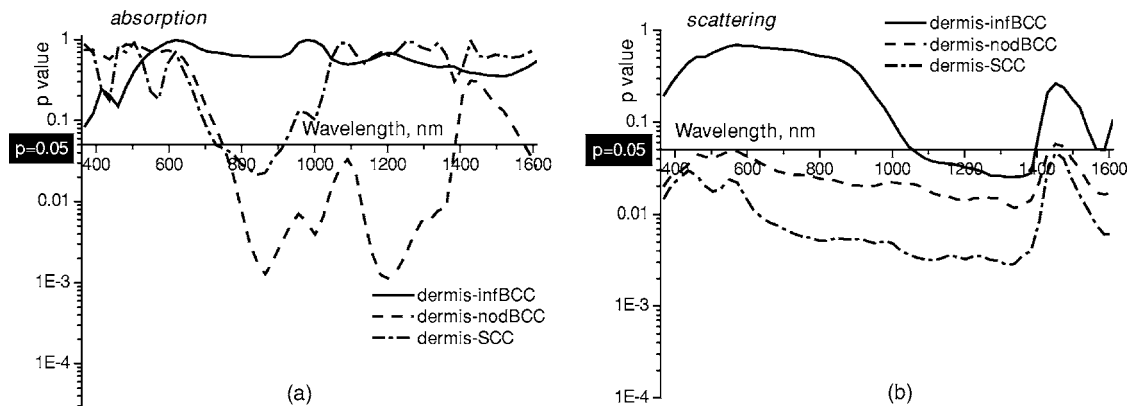 absorption
p value
1
0.1
p=0.05
0.01
1E-3
1E-4
Wavelength, nm
400 600 800 1000 1200 1400 1600
dermis-infBCC
dermis-nodBCC
dermis-SCC
(a)
scattering
dermis-infBCC
dermis-nodBCC
dermis-SCC
p value
1
0.1
p=0.05
0.01
1E-3
1E-4
Wavelength, nm
400 600 800 1000 1200 1400 1600
(b)